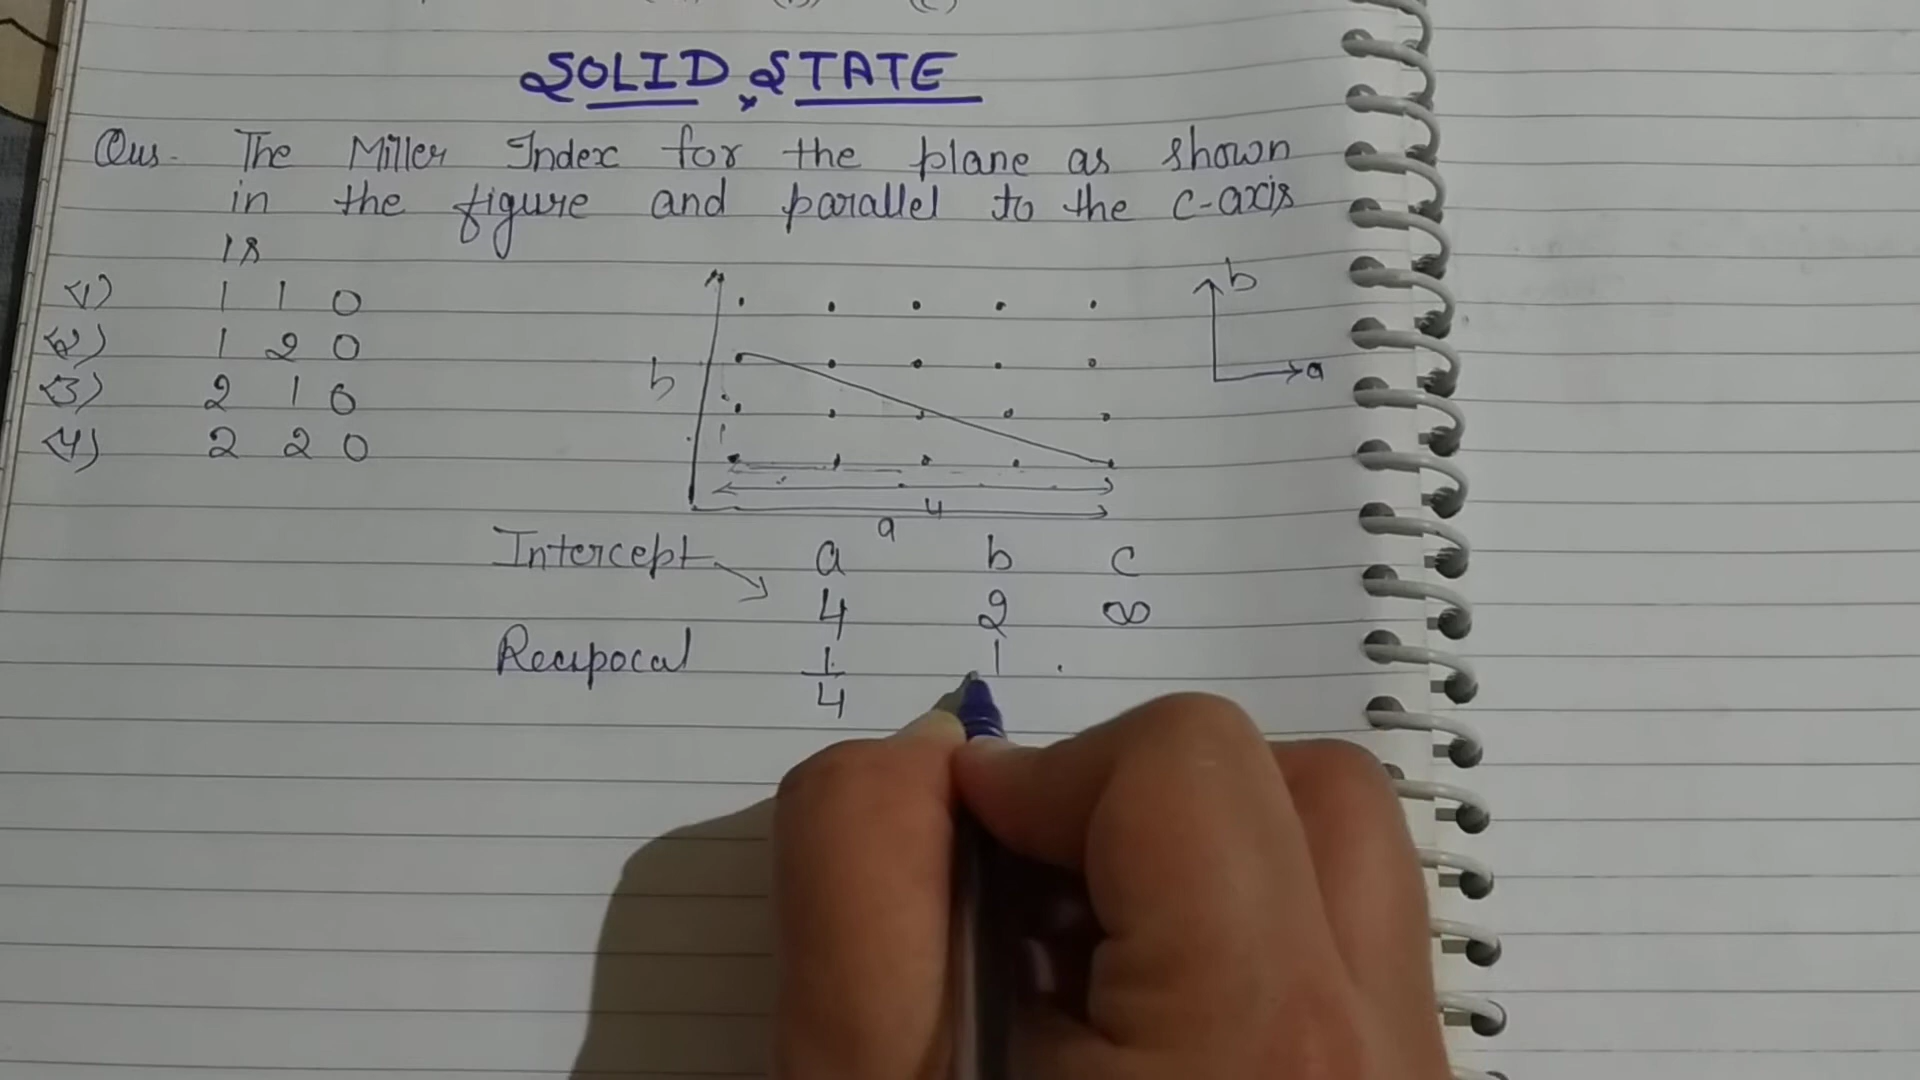 SOLID STATE
Qus. The Miller Index for the plane as shown
in the figure and parallel to the c-axis
is
(1) 1 1 0
(2) 1 2 0
(3) 2 1 0
(4) 2 2 0
b
b
a
4
a
Intercept a b c
4 2 ∞
Recipocal 1/4 1